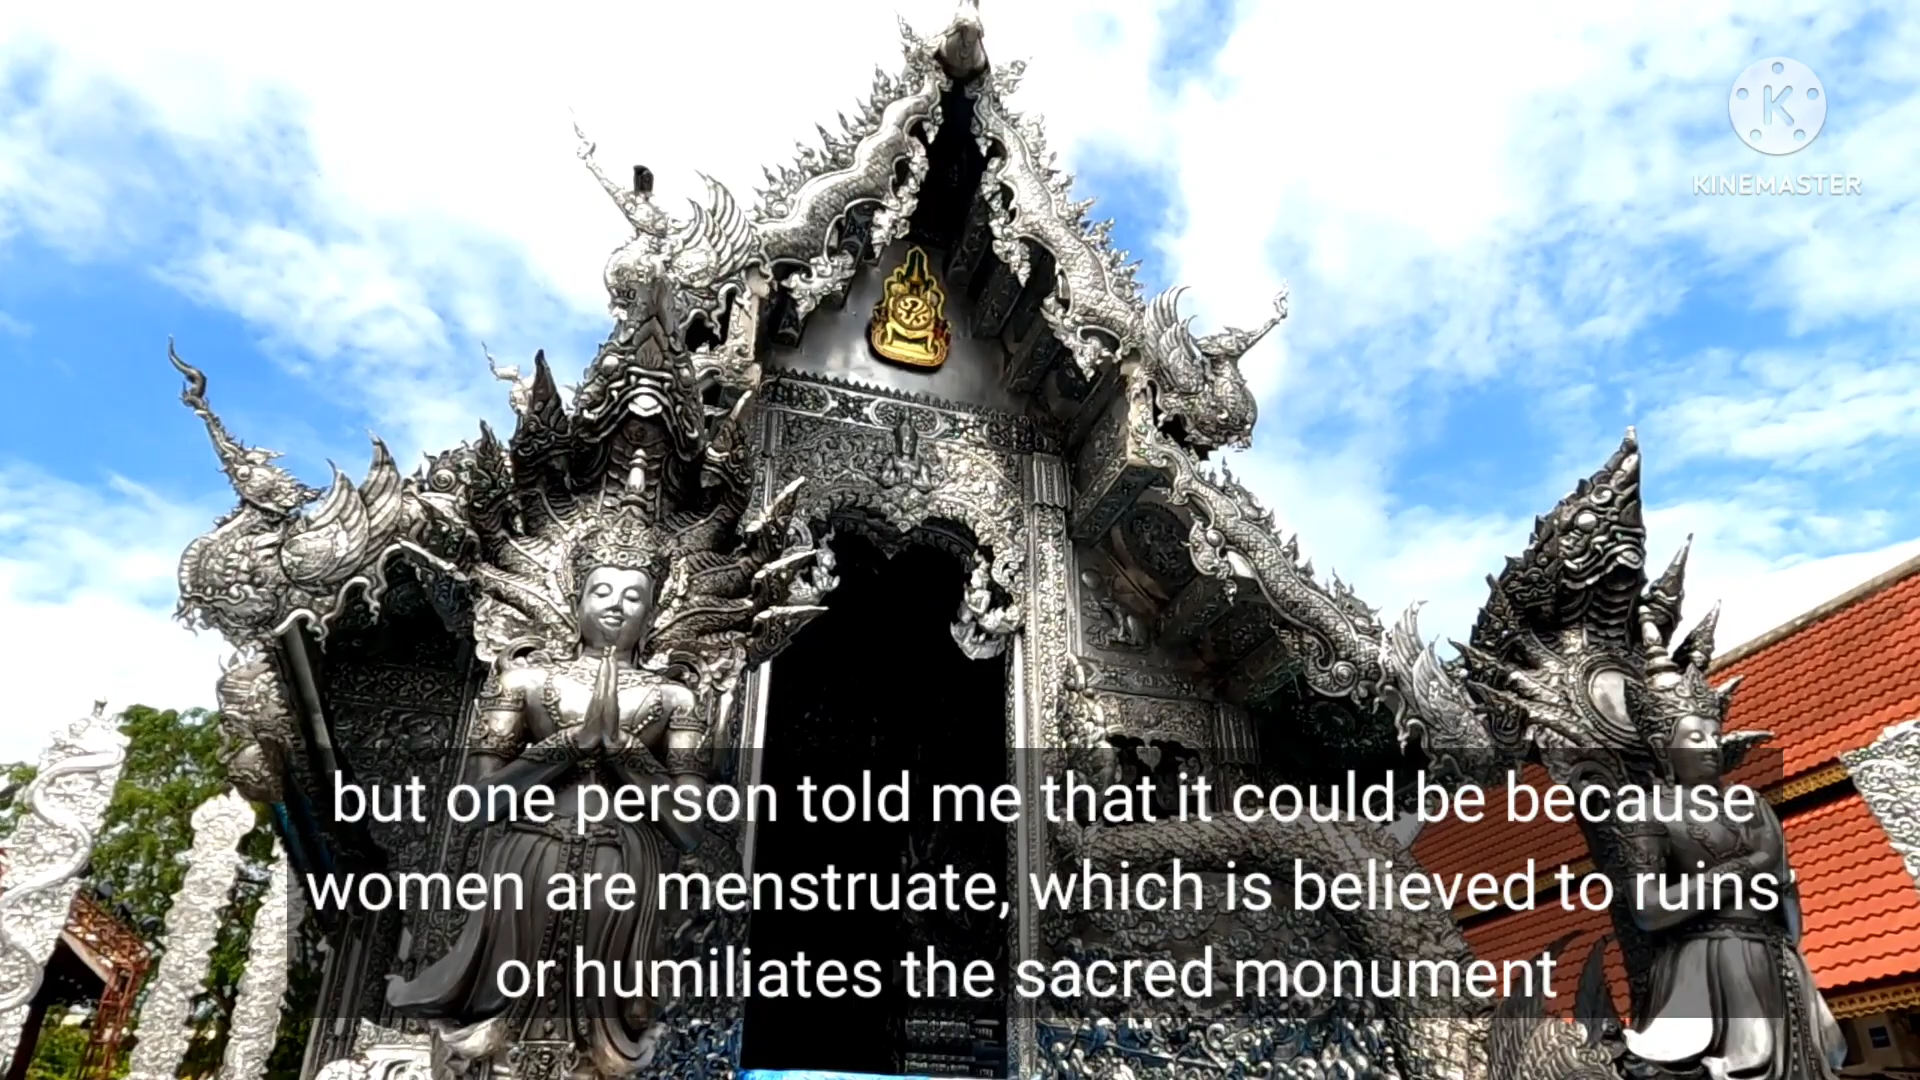 K
KINEMASTER
but one person told me that it could be because
women are menstruate, which is believed to ruins
or humiliates the sacred monument